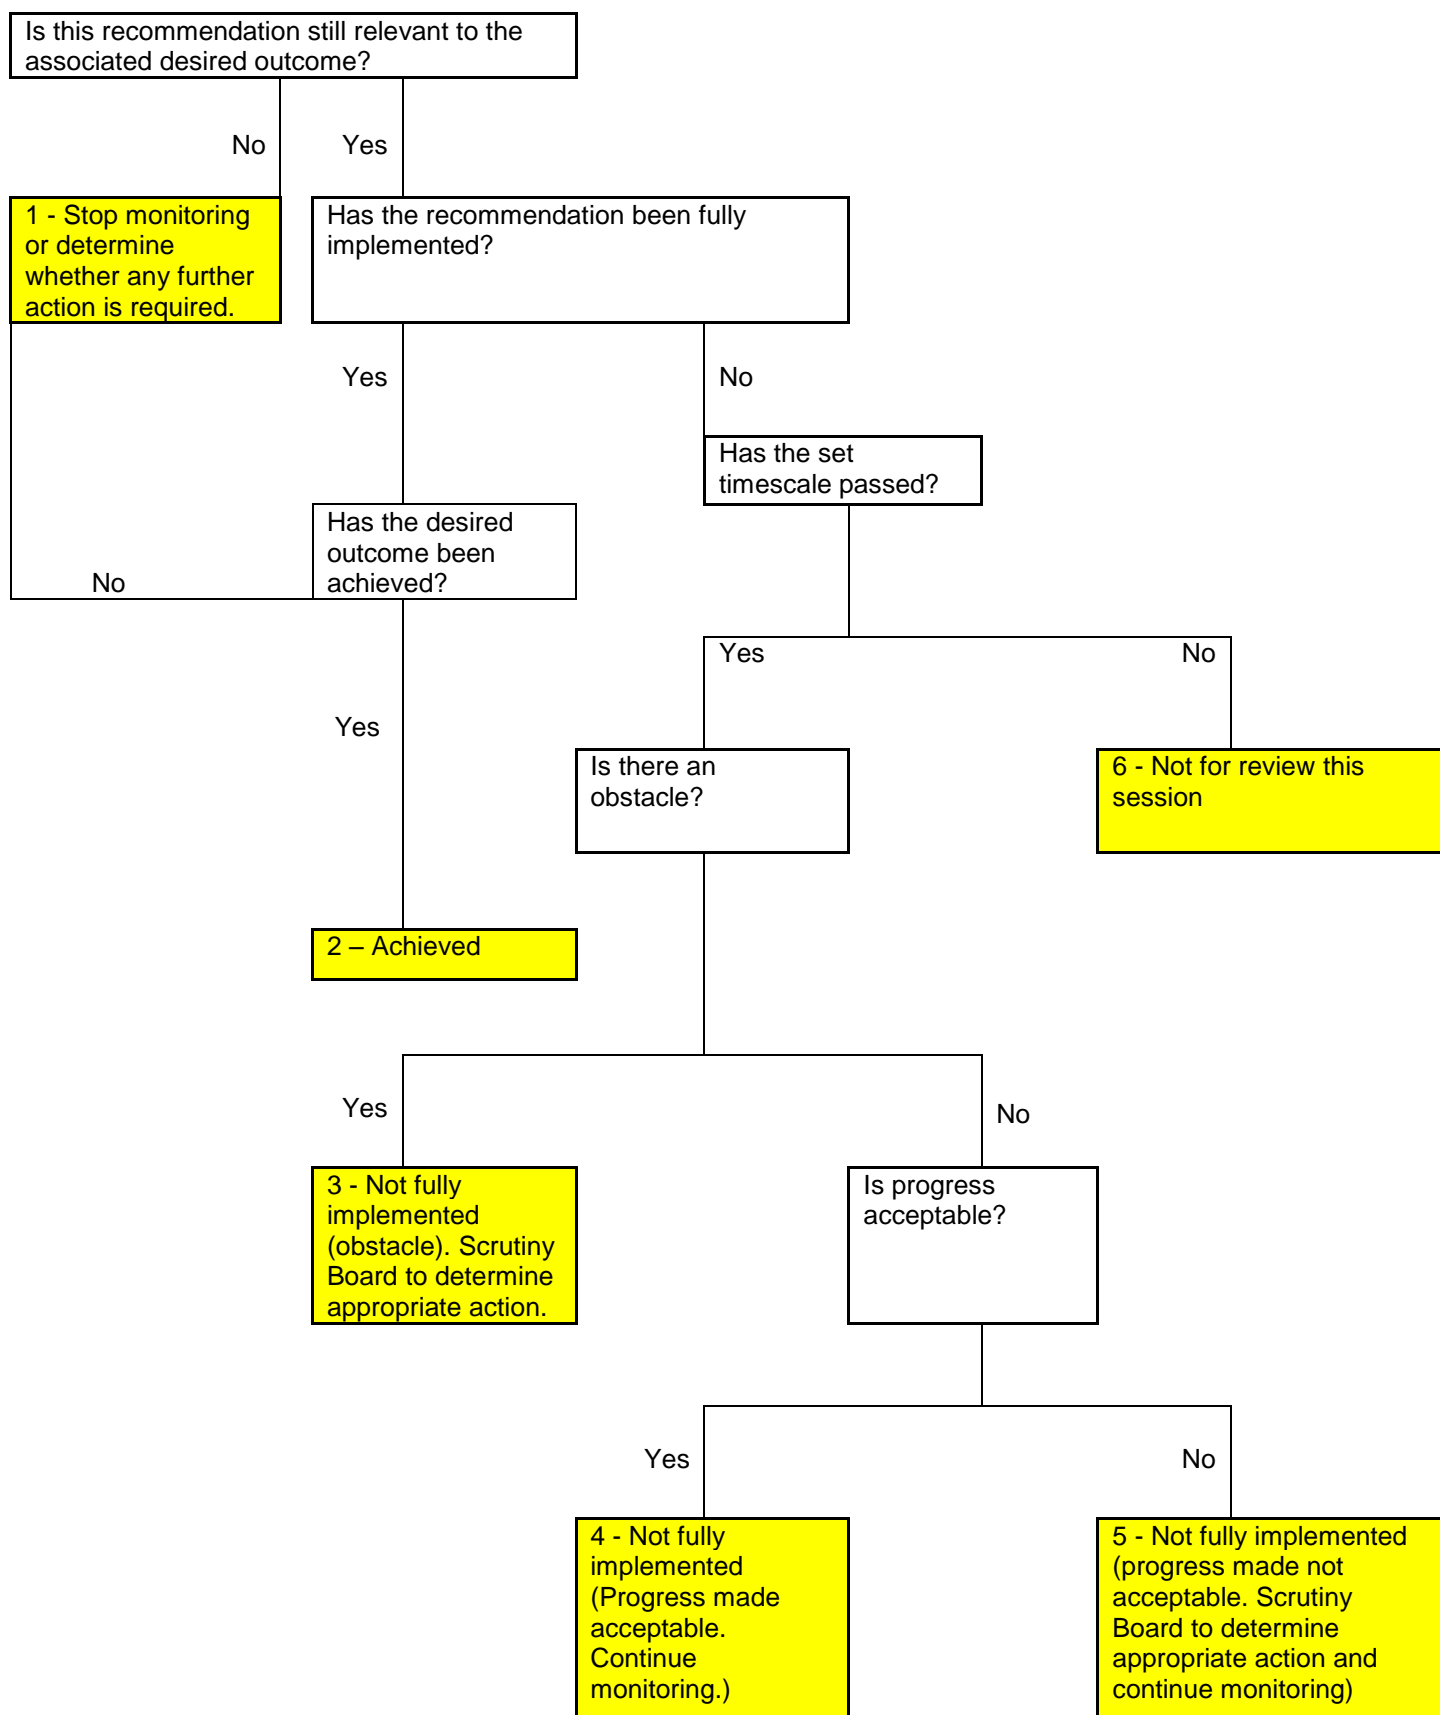 Is this recommendation still relevant to the
associated desired outcome?
No
Yes
1 - Stop monitoring
or determine
whether any further
action is required.
Has the recommendation been fully
implemented?
Yes
No
Has the set
timescale passed?
Has the desired
outcome been
achieved?
No
Yes
No
Yes
Is there an
obstacle?
6 - Not for review this
session
2 – Achieved
Yes
No
3 - Not fully
implemented
(obstacle). Scrutiny
Board to determine
appropriate action.
Is progress
acceptable?
Yes
No
4 - Not fully
implemented
(Progress made
acceptable.
Continue
monitoring.)
5 - Not fully implemented
(progress made not
acceptable. Scrutiny
Board to determine
appropriate action and
continue monitoring)